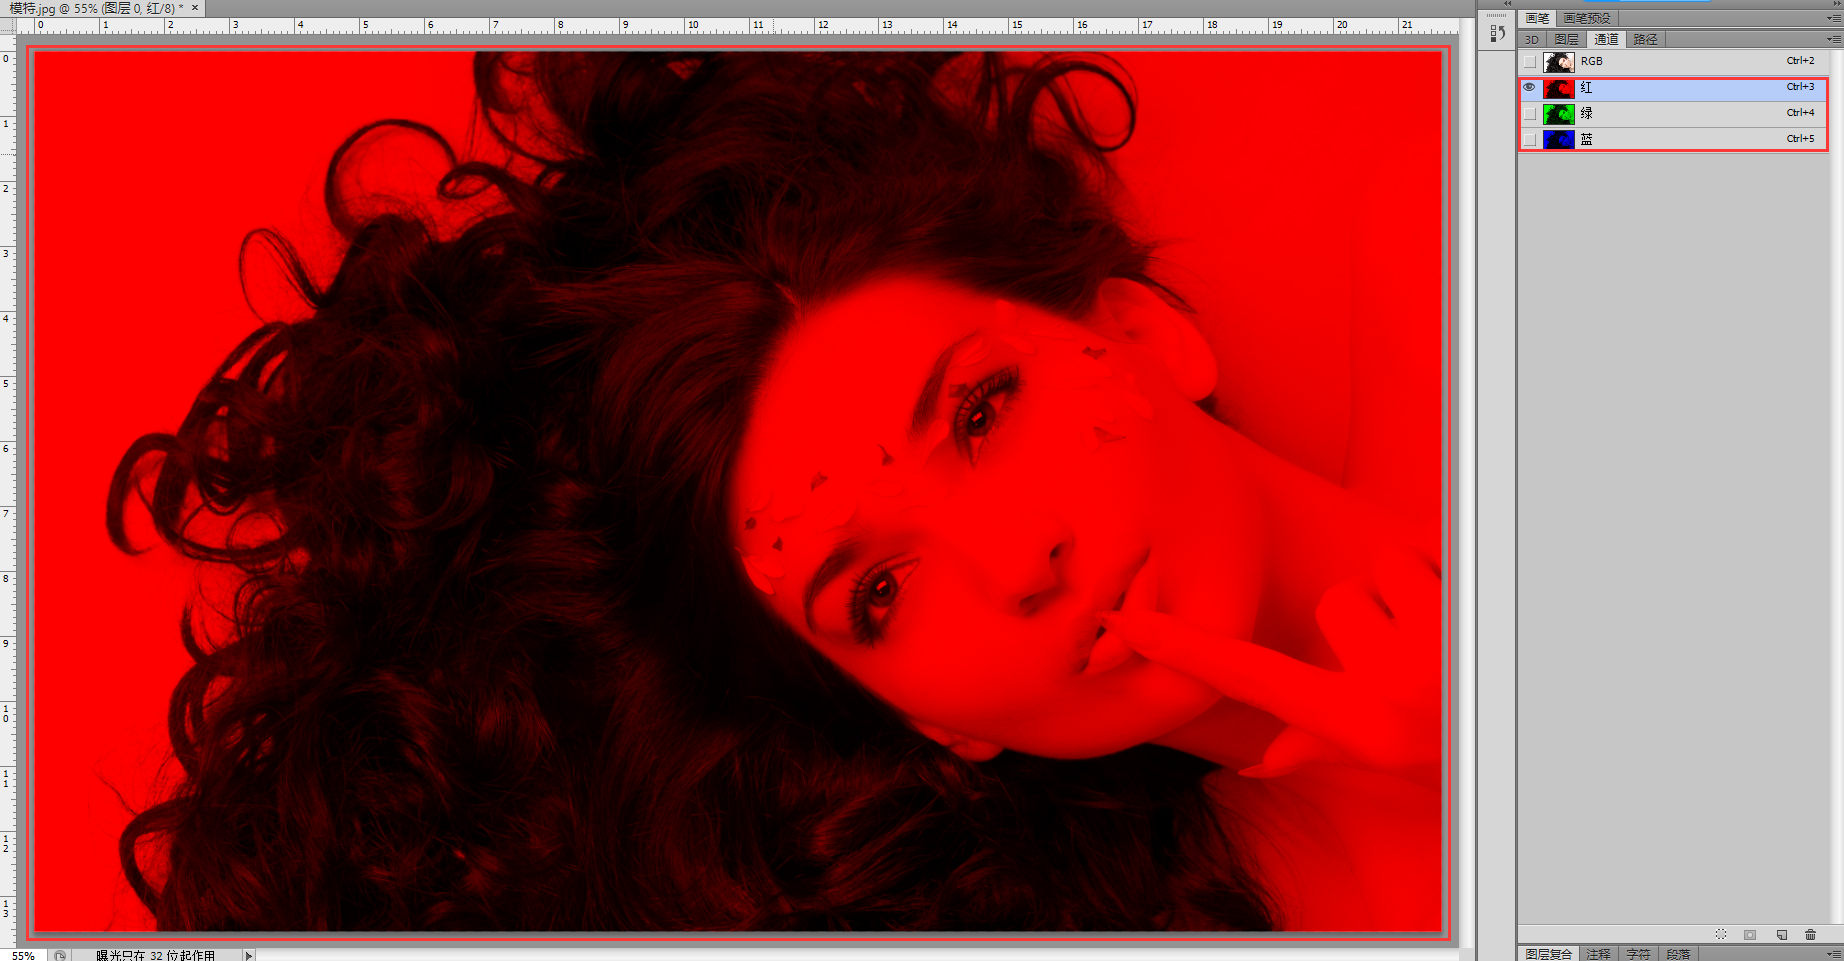 模特.jpg @ 55% (图层 0, 红/8) * ×
0 1 2 3 4 5 6 7 8 9 10 11 12 13 14 15 16 17 18 19 20 21
0
1
2
3
4
5
6
7
8
9
10
11
12
13
画笔 画笔预设
3D 图层 通道 路径
RGB Ctrl+2
红 Ctrl+3
绿 Ctrl+4
蓝 Ctrl+5
55% 曝光只在 32 位起作用
图层复合 注释 字符 段落